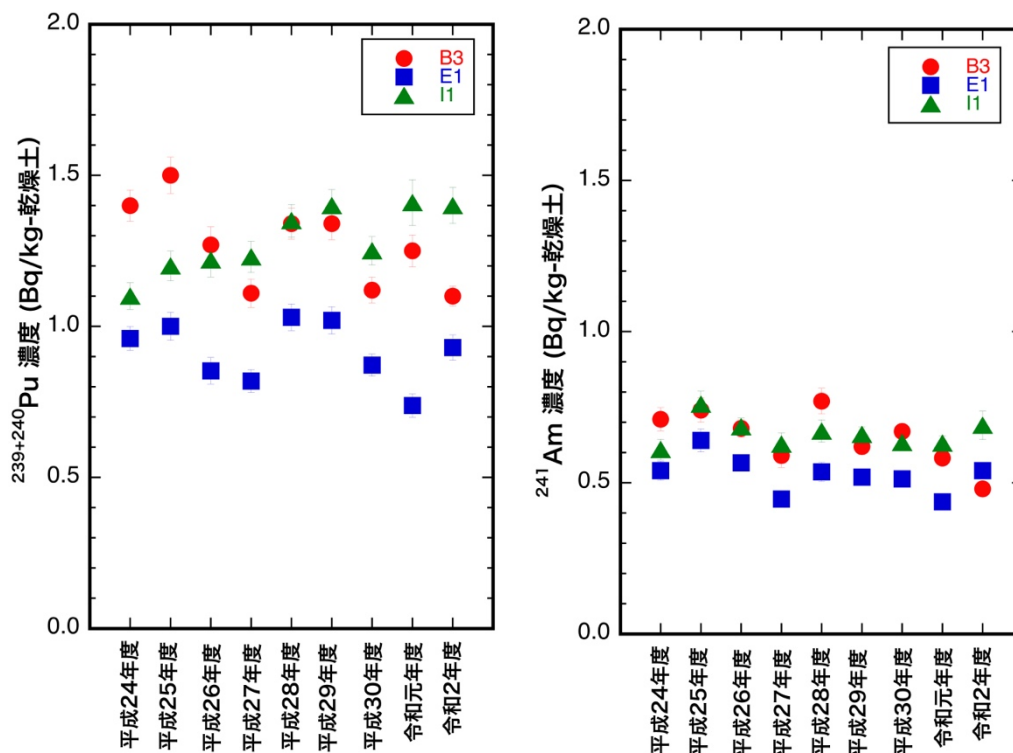 2.0
1.5
1.0
0.5
0.0
239+240Pu 濃度 (Bq/kg-乾燥土)
B3
E1
I1
平成24年度
平成25年度
平成26年度
平成27年度
平成28年度
平成29年度
平成30年度
令和元年度
令和2年度
2.0
1.5
1.0
0.5
0.0
241Am 濃度 (Bq/kg-乾燥土)
B3
E1
I1
平成24年度
平成25年度
平成26年度
平成27年度
平成28年度
平成29年度
平成30年度
令和元年度
令和2年度